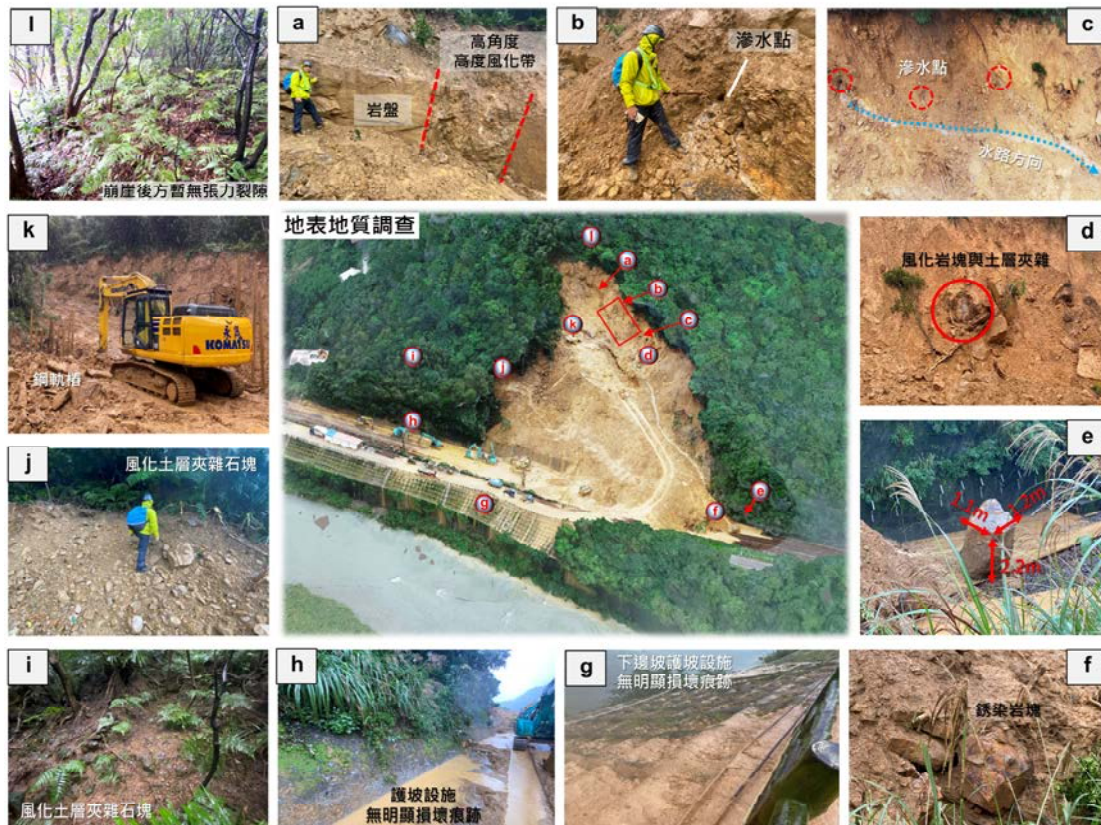 l
崩崖後方暫無張力裂隙
a
高角度
高度風化帶
岩盤
b
滲水點
c
滲水點
水路方向
k
KOMATSU
鋼軌樁
地表地質調查
l
a
b
c
d
k
i
j
h
g
e
f
d
風化岩塊與土層夾雜
j
風化土層夾雜石塊
e
1.1m
1.2m
2.2m
i
風化土層夾雜石塊
h
護坡設施
無明顯損壞痕跡
g
下邊坡護坡設施
無明顯損壞痕跡
f
銹染岩塊